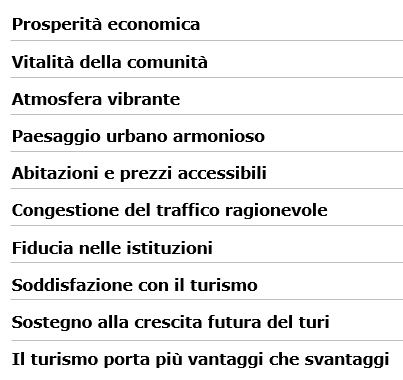 Prosperità economica
Vitalità della comunità
Atmosfera vibrante
Paesaggio urbano armonioso
Abitazioni e prezzi accessibili
Congestione del traffico ragionevole
Fiducia nelle istituzioni
Soddisfazione con il turismo
Sostegno alla crescita futura del turi
Il turismo porta più vantaggi che svantaggi